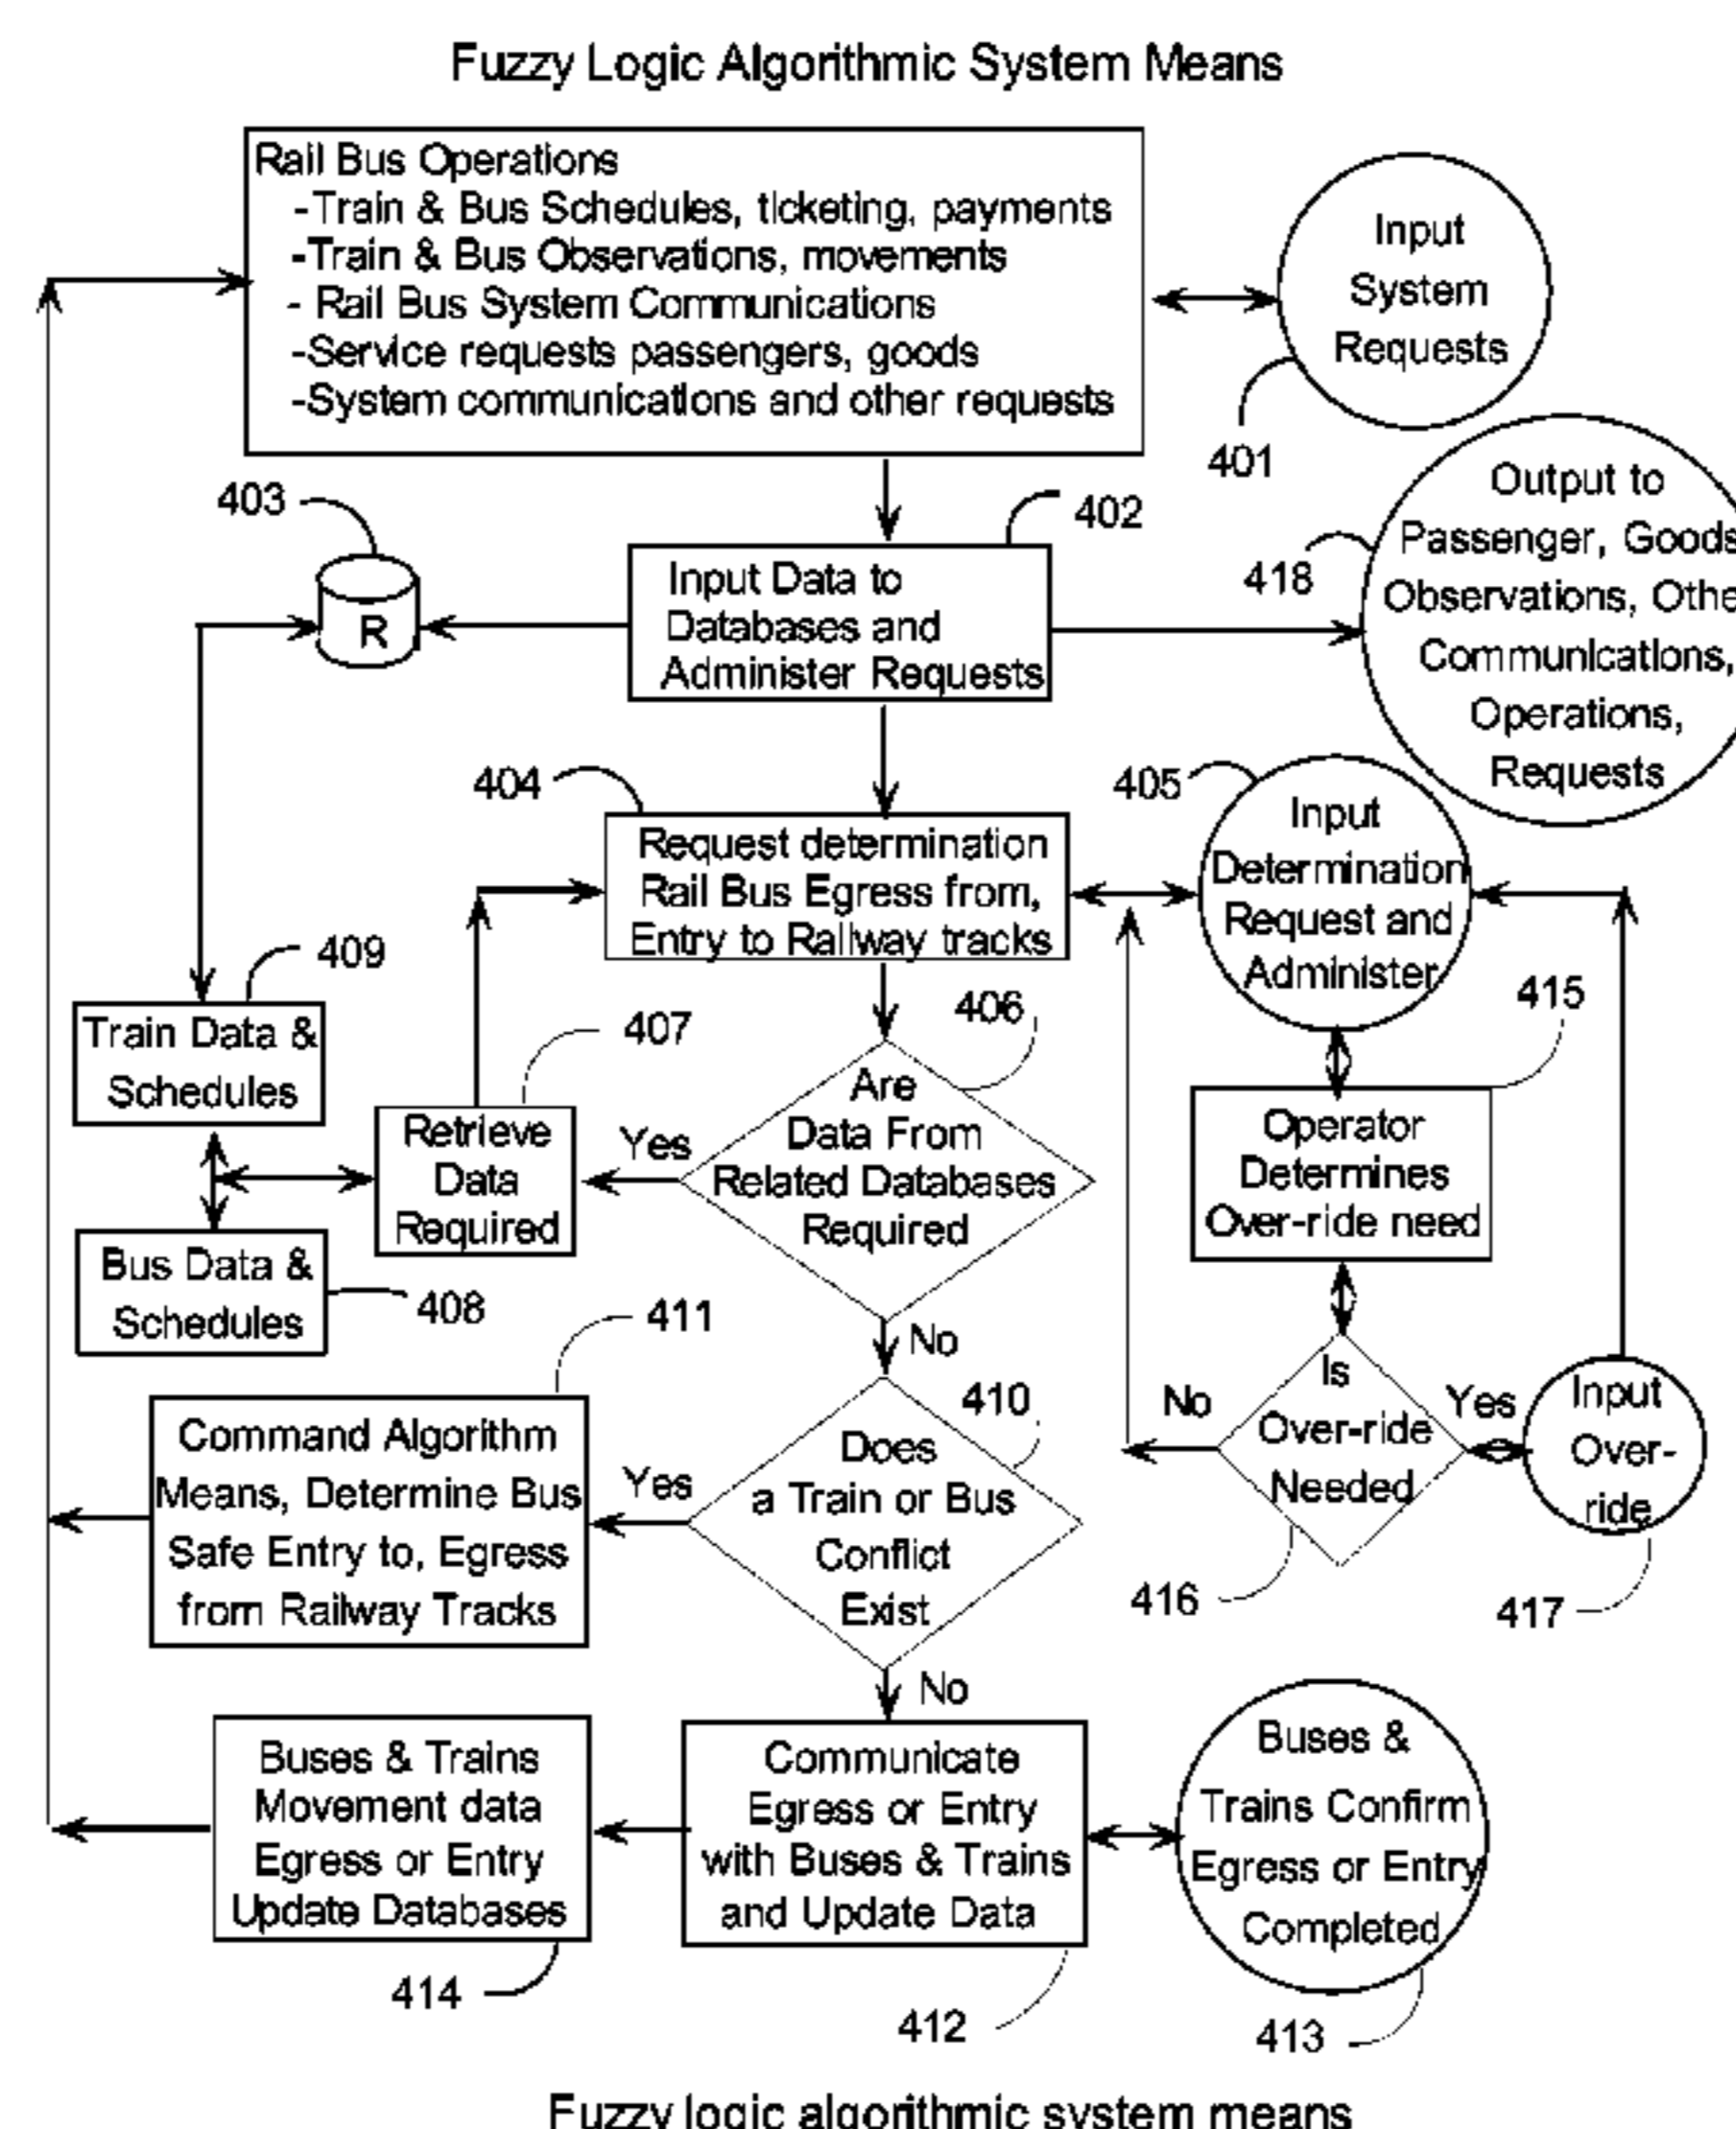 Fuzzy Logic Algorithmic System Means
Rail Bus Operations
-Train & Bus Schedules, ticketing, payments
-Train & Bus Observations, movements
- Rail Bus System Communications
-Service requests passengers, goods
-System communications and other requests
Input
System
Requests
401
403
402
R
Input Data to
Databases and
Administer Requests
418
Output to
Passenger, Goods
Observations, Othe
Communications,
Operations,
Requests
404
Request determination
Rail Bus Egress from,
Entry to Railway tracks
405
Input
Determination
Request and
Administer
409
Train Data &
Schedules
407
Retrieve
Data
Required
Yes
406
Are
Data From
Related Databases
Required
No
415
Operator
Determines
Over-ride need
Bus Data &
Schedules
408
411
Command Algorithm
Means, Determine Bus
Safe Entry to, Egress
from Railway Tracks
Yes
410
Does
a Train or Bus
Conflict
Exist
No
No
Is
Over-ride
Needed
Yes
Input
Over-
ride
416
417
Buses & Trains
Movement data
Egress or Entry
Update Databases
414
Communicate
Egress or Entry
with Buses & Trains
and Update Data
412
Buses &
Trains Confirm
Egress or Entry
Completed
413
Fuzzy logic algorithmic system means